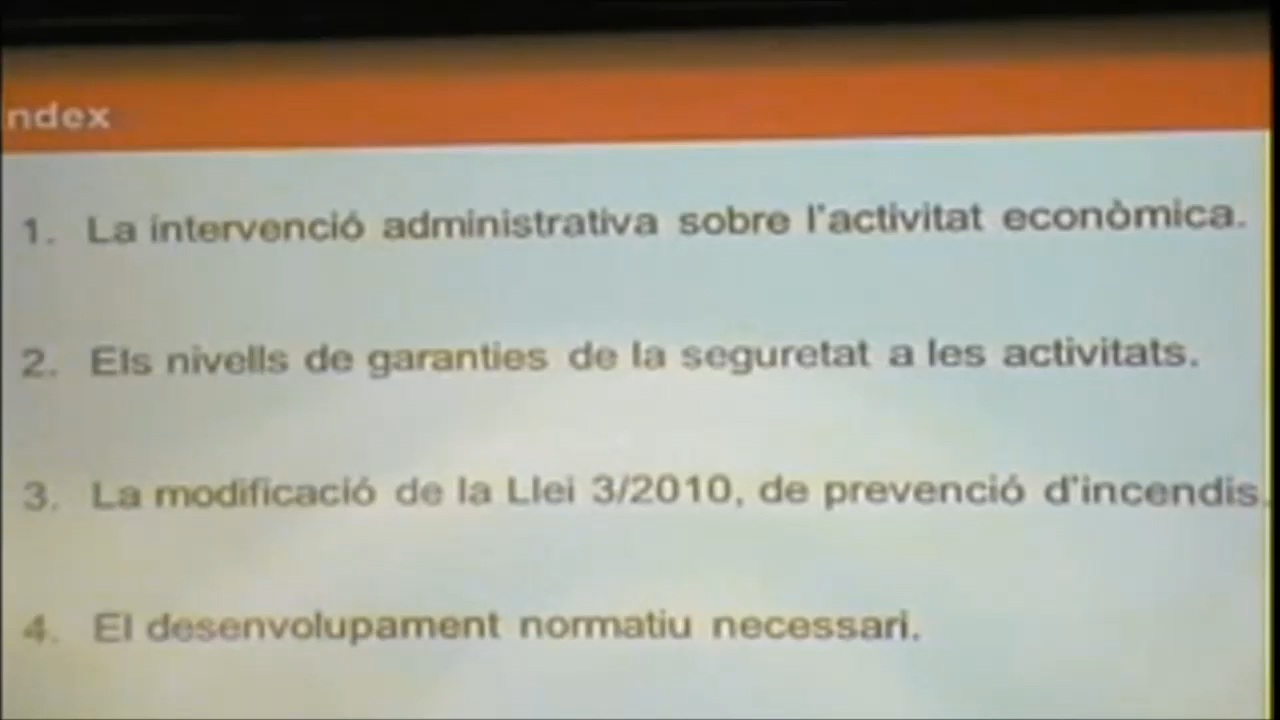 ndex
1. La intervenció administrativa sobre l'activitat econòmica.
2. Els nivells de garanties de la seguretat a les activitats.
3. La modificació de la Llei 3/2010, de prevenció d'incendis.
4. El desenvolupament normatiu necessari.